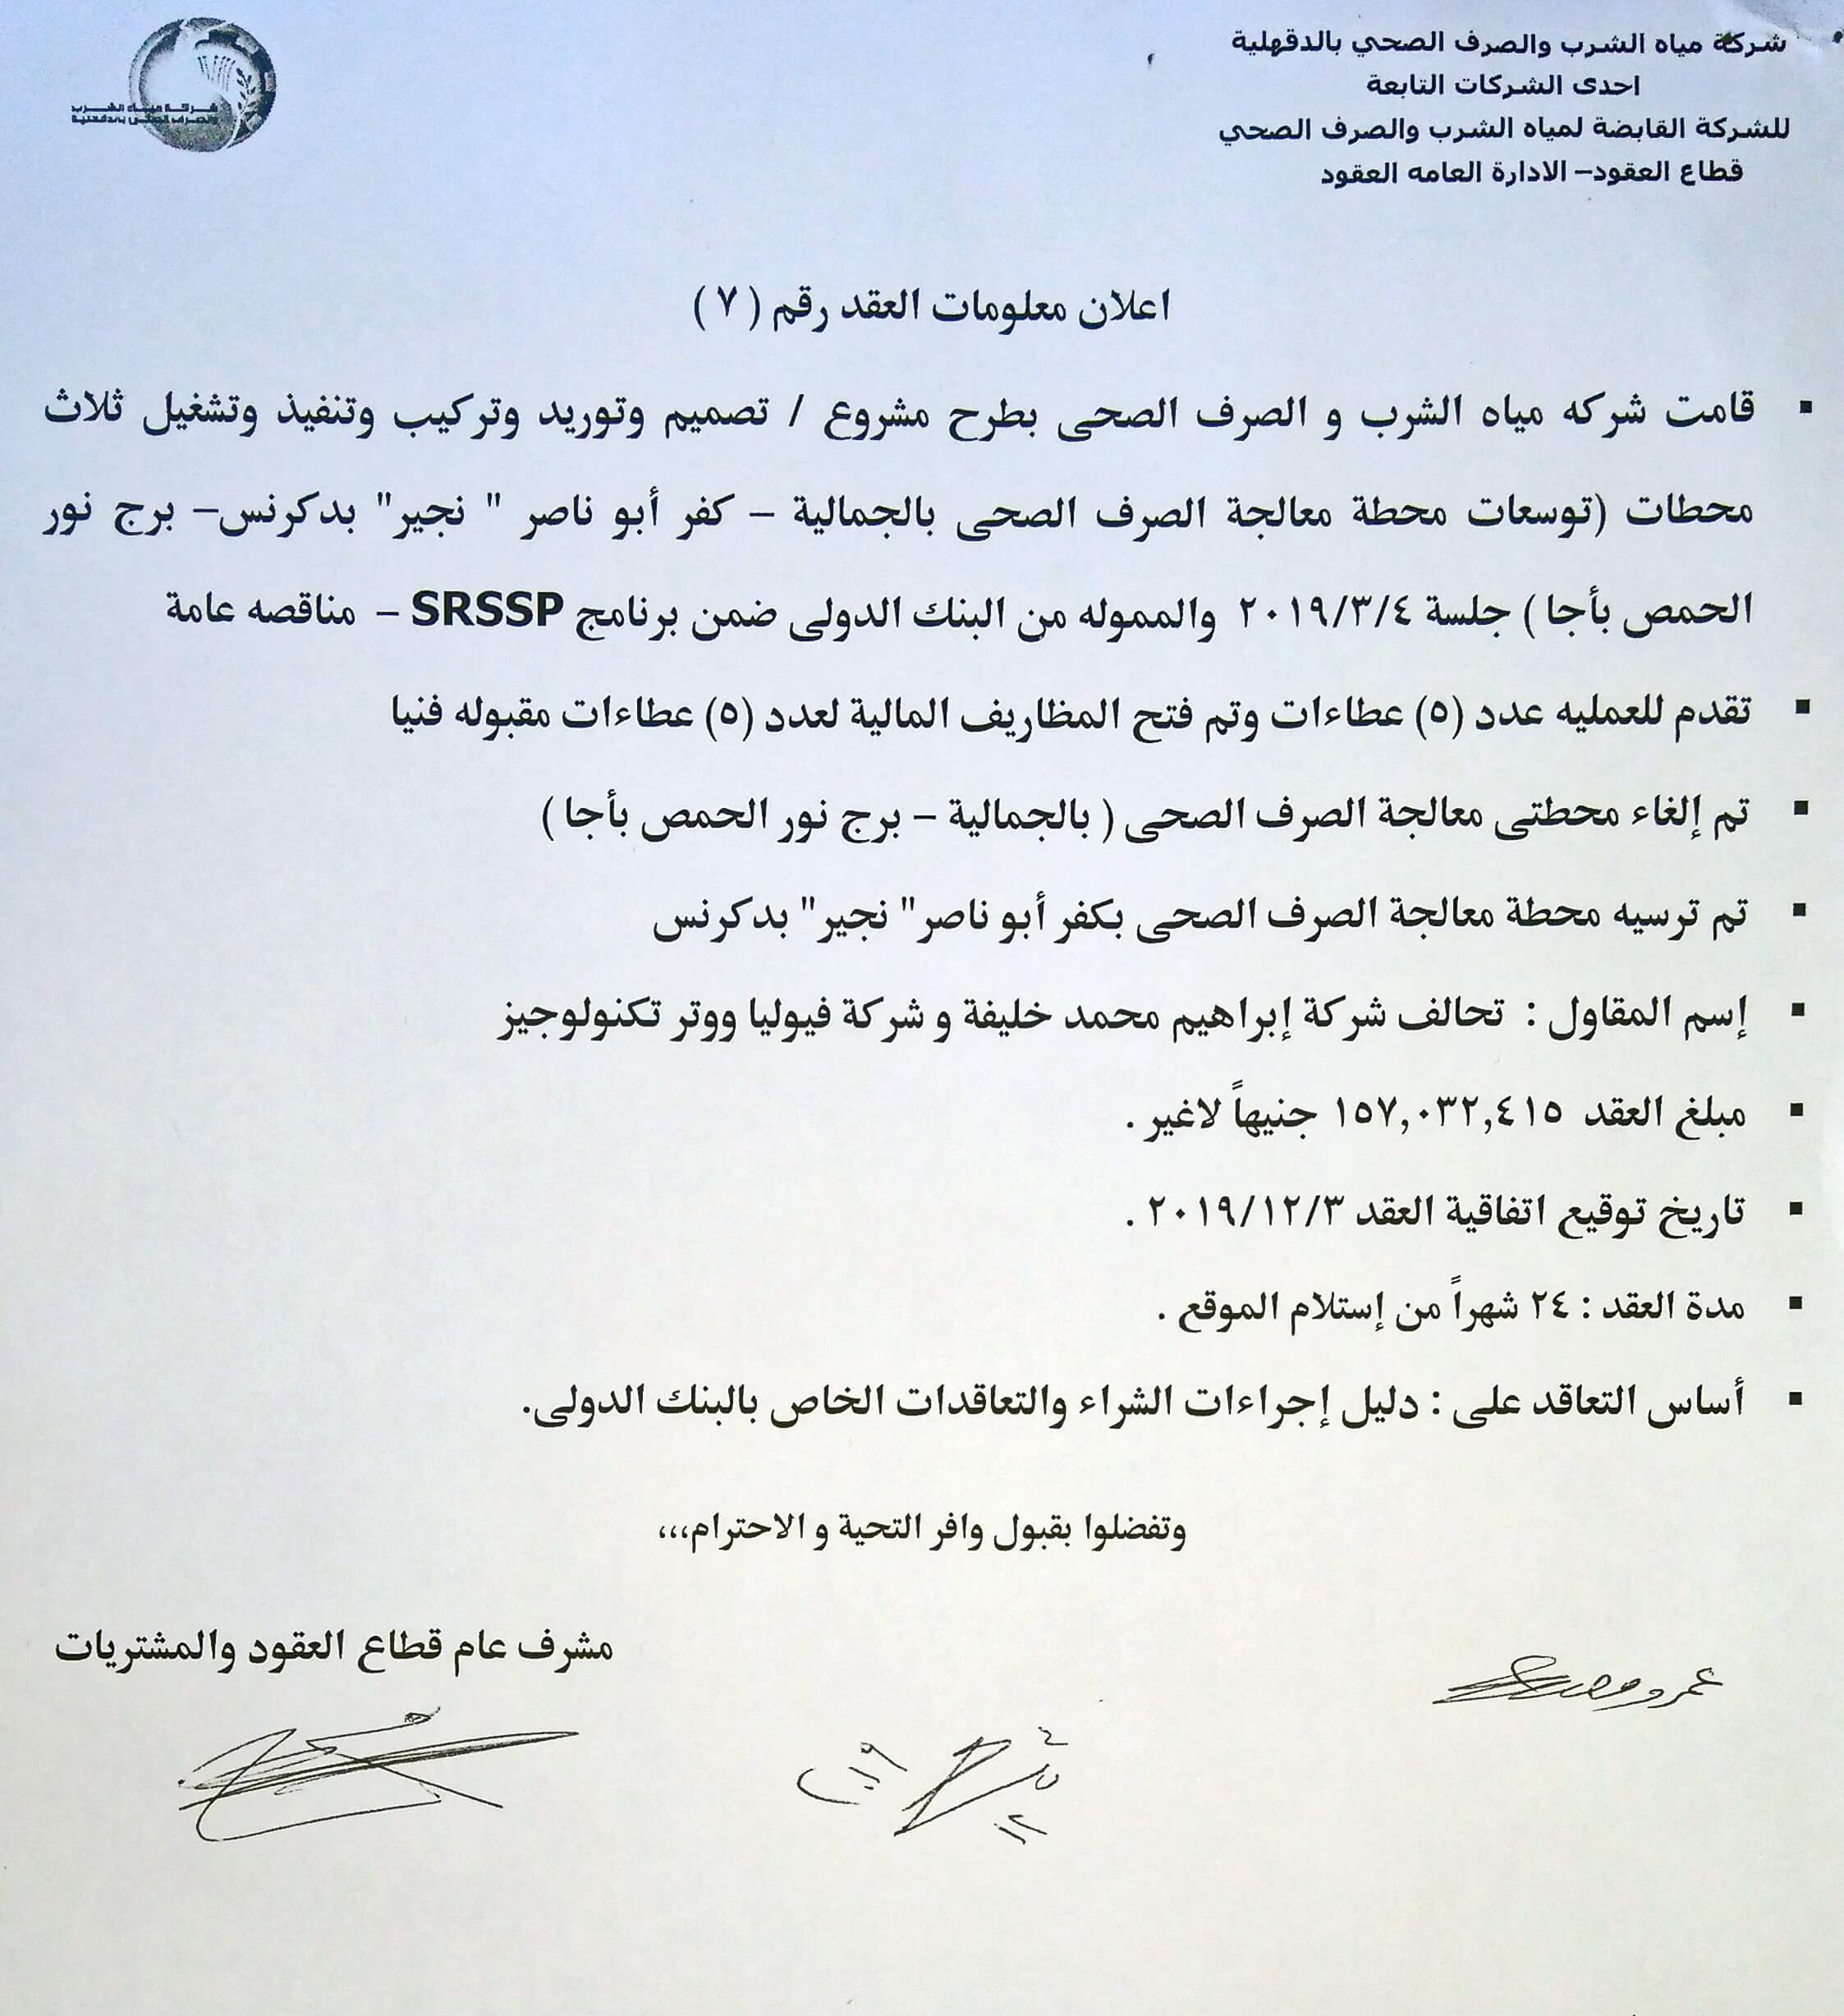 شركة مياه الشرب والصرف الصحي بالدقهلية
احدى الشركات التابعة
للشركة القابضة لمياه الشرب والصرف الصحي
قطاع العقود– الادارة العامه العقود
شركة مياه الشرب
والصرف الصحى بالدقهلية
اعلان معلومات العقد رقم ( ٧ )
▪ قامت شركه مياه الشرب و الصرف الصحى بطرح مشروع / تصميم وتوريد وتركيب وتنفيذ وتشغيل ثلاث
محطات (توسعات محطة معالجة الصرف الصحى بالجمالية – كفر أبو ناصر " نجير" بدكرنس– برج نور
الحمص بأجا ) جلسة ٢٠١٩/٣/٤ والمموله من البنك الدولى ضمن برنامج SRSSP – مناقصه عامة
▪ تقدم للعمليه عدد (٥) عطاءات وتم فتح المظاريف المالية لعدد (٥) عطاءات مقبوله فنيا
▪ تم إلغاء محطتى معالجة الصرف الصحى ( بالجمالية – برج نور الحمص بأجا )
▪ تم ترسيه محطة معالجة الصرف الصحى بكفر أبو ناصر" نجير" بدكرنس
▪ إسم المقاول : تحالف شركة إبراهيم محمد خليفة و شركة فيوليا ووتر تكنولوجيز
▪ مبلغ العقد ١٥٧,٠٣٢,٤١٥ جنيهاً لاغير .
▪ تاريخ توقيع اتفاقية العقد ٢٠١٩/١٢/٣ .
▪ مدة العقد : ٢٤ شهراً من إستلام الموقع .
▪ أساس التعاقد على : دليل إجراءات الشراء والتعاقدات الخاص بالبنك الدولى.
وتفضلوا بقبول وافر التحية و الاحترام،،،
مشرف عام قطاع العقود والمشتريات
عمرو